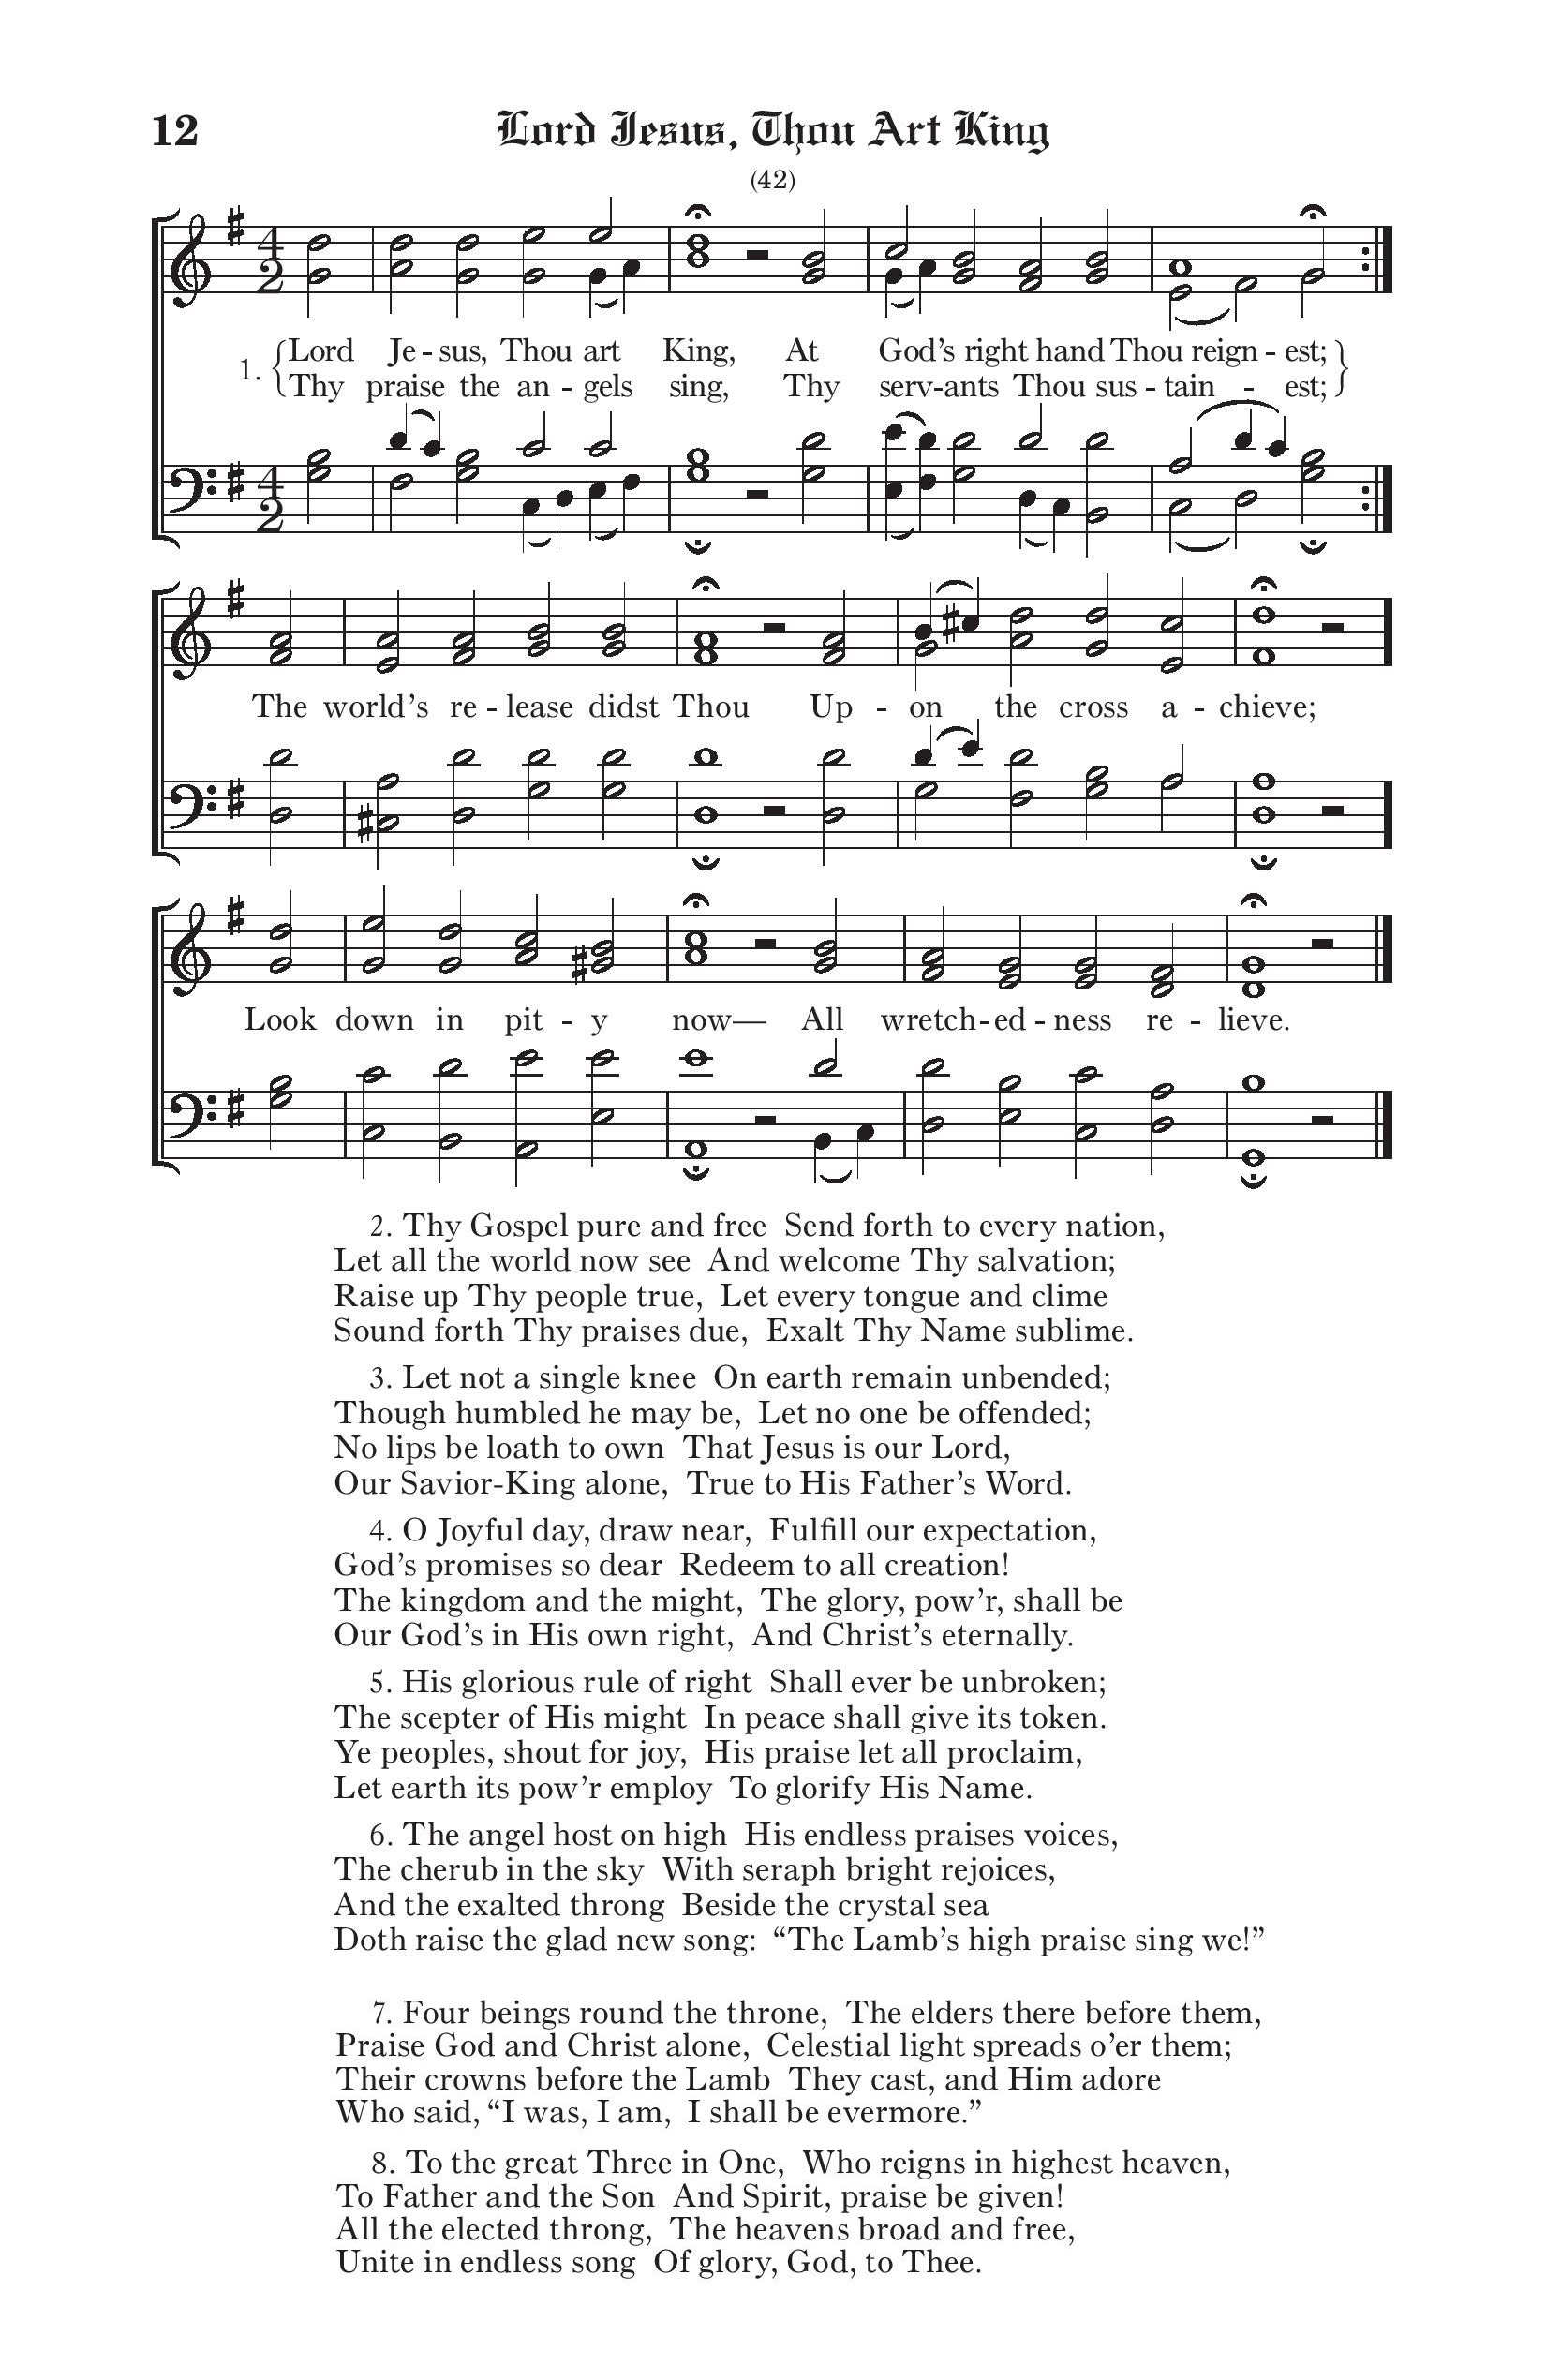 12
Lord Jesus, Thou Art King
(42)
4 2
1. { Lord Je - sus, Thou art King, At God’s right hand Thou reign - est; }
{ Thy praise the an - gels sing, Thy serv-ants Thou sus - tain - est; }
4 2
The world’s re - lease didst Thou Up - on the cross a - chieve;
Look down in pit - y now— All wretch-ed - ness re - lieve.
2. Thy Gospel pure and free Send forth to every nation,
Let all the world now see And welcome Thy salvation;
Raise up Thy people true, Let every tongue and clime
Sound forth Thy praises due, Exalt Thy Name sublime.
3. Let not a single knee On earth remain unbended;
Though humbled he may be, Let no one be offended;
No lips be loath to own That Jesus is our Lord,
Our Savior-King alone, True to His Father’s Word.
4. O Joyful day, draw near, Fulfill our expectation,
God’s promises so dear Redeem to all creation!
The kingdom and the might, The glory, pow’r, shall be
Our God’s in His own right, And Christ’s eternally.
5. His glorious rule of right Shall ever be unbroken;
The scepter of His might In peace shall give its token.
Ye peoples, shout for joy, His praise let all proclaim,
Let earth its pow’r employ To glorify His Name.
6. The angel host on high His endless praises voices,
The cherub in the sky With seraph bright rejoices,
And the exalted throng Beside the crystal sea
Doth raise the glad new song: “The Lamb’s high praise sing we!”
7. Four beings round the throne, The elders there before them,
Praise God and Christ alone, Celestial light spreads o’er them;
Their crowns before the Lamb They cast, and Him adore
Who said, “I was, I am, I shall be evermore.”
8. To the great Three in One, Who reigns in highest heaven,
To Father and the Son And Spirit, praise be given!
All the elected throng, The heavens broad and free,
Unite in endless song Of glory, God, to Thee.